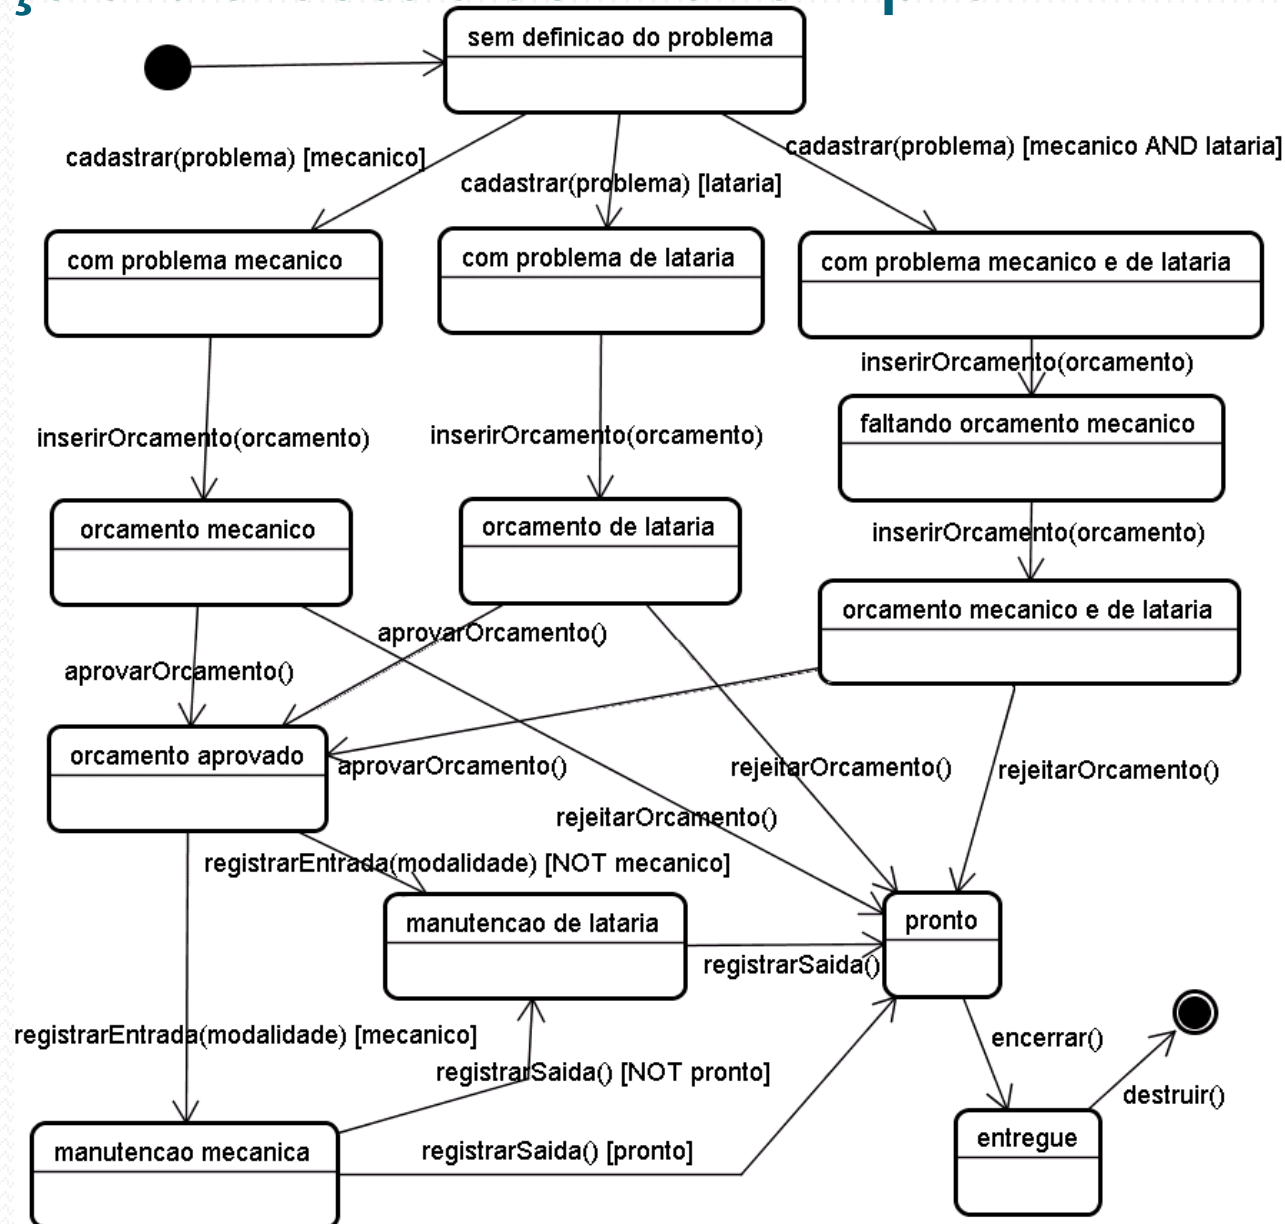 sem definicao do problema
cadastrar(problema) [mecanico]
cadastrar(problema) [lataria]
cadastrar(problema) [mecanico AND lataria]
com problema mecanico
com problema de lataria
com problema mecanico e de lataria
inserirOrcamento(orcamento)
faltando orcamento mecanico
inserirOrcamento(orcamento)
inserirOrcamento(orcamento)
orcamento mecanico
orcamento de lataria
inserirOrcamento(orcamento)
orcamento mecanico e de lataria
aprovarOrcamento()
aprovarOrcamento()
orcamento aprovado
aprovarOrcamento()
rejeitarOrcamento()
rejeitarOrcamento()
rejeitarOrcamento()
registrarEntrada(modalidade) [NOT mecanico]
manutencao de lataria
pronto
registrarSaida()
registrarEntrada(modalidade) [mecanico]
encerrar()
registrarSaida() [NOT pronto]
destruir()
manutencao mecanica
registrarSaida() [pronto]
entregue